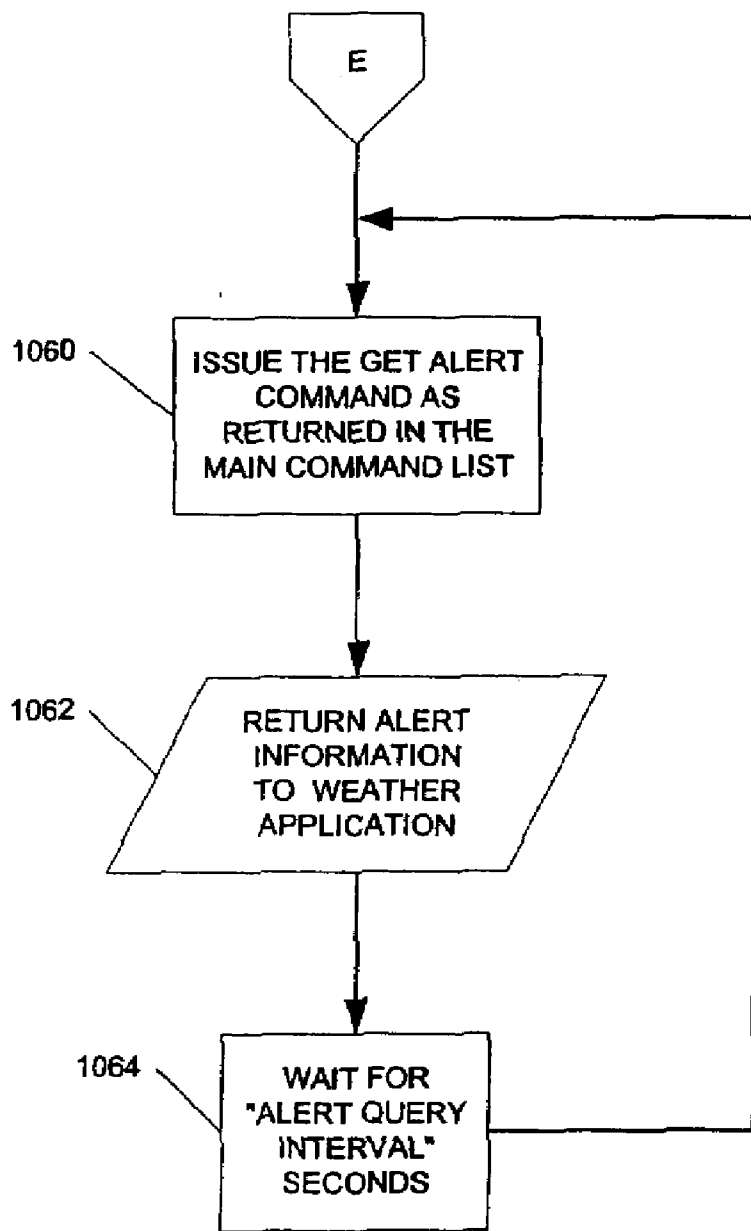 E
1060
ISSUE THE GET ALERT
COMMAND AS
RETURNED IN THE
MAIN COMMAND LIST
1062
RETURN ALERT
INFORMATION
TO WEATHER
APPLICATION
1064
WAIT FOR
"ALERT QUERY
INTERVAL"
SECONDS